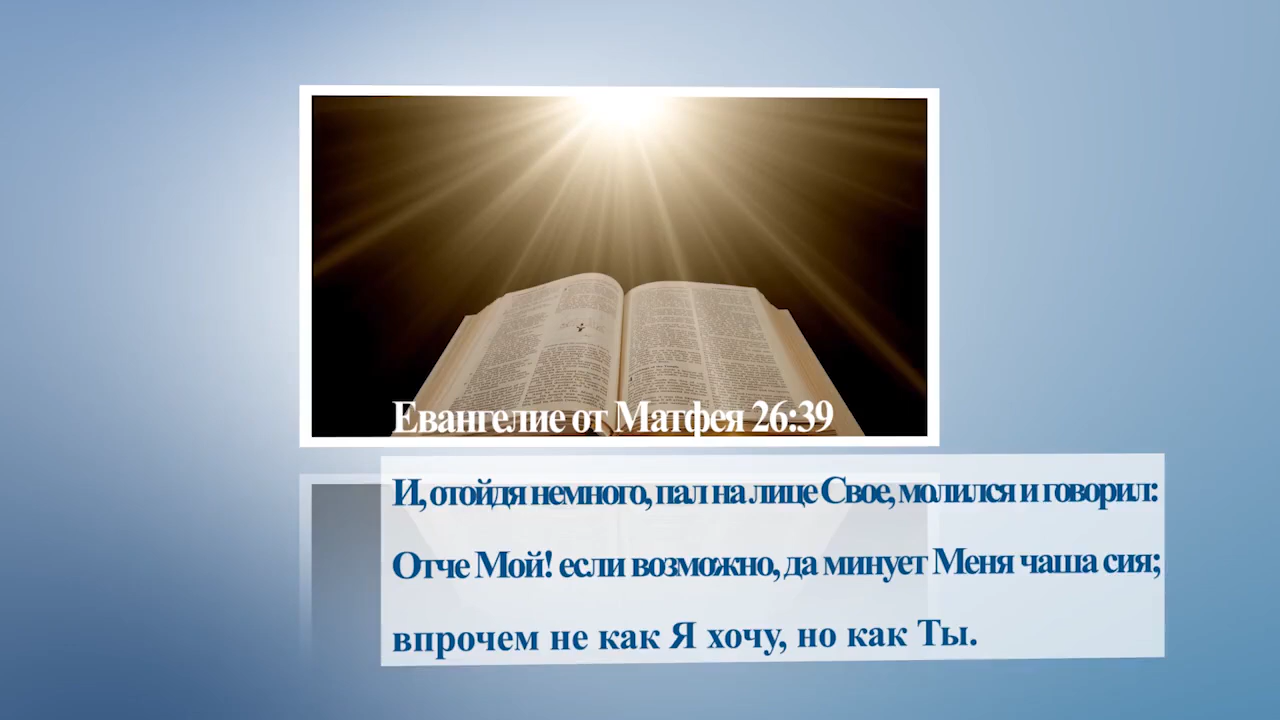 Евангелие от Матфея 26:39
И, отойдя немного, пал на лице Свое, молился и говорил:
Отче Мой! если возможно, да минует Меня чаша сия;
впрочем не как Я хочу, но как Ты.